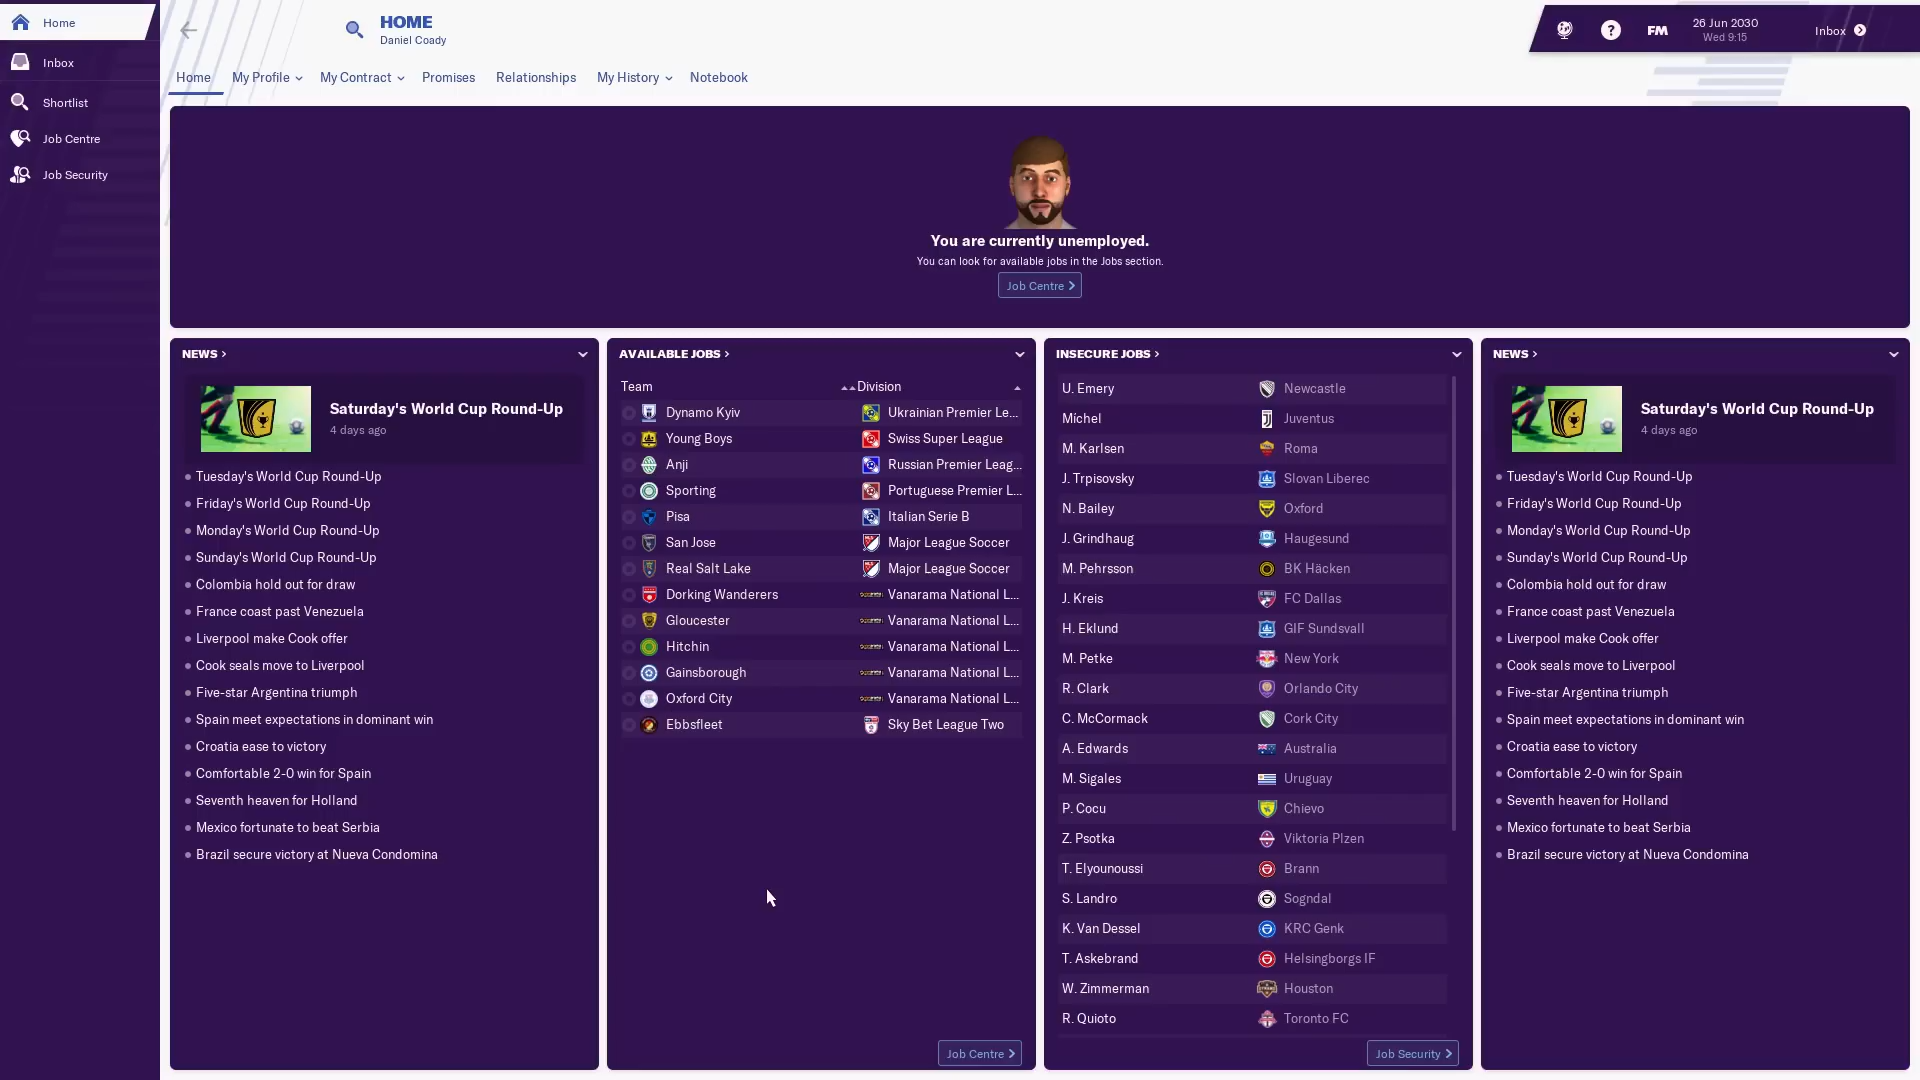 Home
Inbox
Shortlist
Job Centre
Job Security
HOME
Daniel Coady
?
FM
26 Jun 2030
Wed 9:15
Inbox
Home
My Profile
My Contract
Promises
Relationships
My History
Notebook
You are currently unemployed.
You can look for available jobs in the Jobs section.
Job Centre
NEWS
Saturday's World Cup Round-Up
4 days ago
Tuesday's World Cup Round-Up
Friday's World Cup Round-Up
Monday's World Cup Round-Up
Sunday's World Cup Round-Up
Colombia hold out for draw
France coast past Venezuela
Liverpool make Cook offer
Cook seals move to Liverpool
Five-star Argentina triumph
Spain meet expectations in dominant win
Croatia ease to victory
Comfortable 2-0 win for Spain
Seventh heaven for Holland
Mexico fortunate to beat Serbia
Brazil secure victory at Nueva Condomina
AVAILABLE JOBS
Team Division
Dynamo Kyiv Ukrainian Premier Le...
Young Boys Swiss Super League
Anji Russian Premier Leag...
Sporting Portuguese Premier L...
Pisa Italian Serie B
San Jose Major League Soccer
Real Salt Lake Major League Soccer
Dorking Wanderers Vanarama National L...
Gloucester Vanarama National L...
Hitchin Vanarama National L...
Gainsborough Vanarama National L...
Oxford City Vanarama National L...
Ebbsfleet Sky Bet League Two
Job Centre
INSECURE JOBS
U. Emery Newcastle
Míchel Juventus
M. Karlsen Roma
J. Trpisovsky Slovan Liberec
N. Bailey Oxford
J. Grindhaug Haugesund
M. Pehrsson BK Häcken
J. Kreis FC Dallas
H. Eklund GIF Sundsvall
M. Petke New York
R. Clark Orlando City
C. McCormack Cork City
A. Edwards Australia
M. Sigales Uruguay
P. Cocu Chievo
Z. Psotka Viktoria Plzen
T. Elyounoussi Brann
S. Landro Sogndal
K. Van Dessel KRC Genk
T. Askebrand Helsingborgs IF
W. Zimmerman Houston
R. Quioto Toronto FC
Job Security
NEWS
Saturday's World Cup Round-Up
4 days ago
Tuesday's World Cup Round-Up
Friday's World Cup Round-Up
Monday's World Cup Round-Up
Sunday's World Cup Round-Up
Colombia hold out for draw
France coast past Venezuela
Liverpool make Cook offer
Cook seals move to Liverpool
Five-star Argentina triumph
Spain meet expectations in dominant win
Croatia ease to victory
Comfortable 2-0 win for Spain
Seventh heaven for Holland
Mexico fortunate to beat Serbia
Brazil secure victory at Nueva Condomina